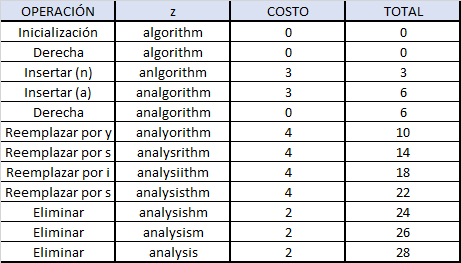 OPERACIÓN z COSTO TOTAL
Inicialización algorithm 0 0
Derecha algorithm 0 0
Insertar (n) anlgorithm 3 3
Insertar (a) analgorithm 3 6
Derecha analgorithm 0 6
Reemplazar por y analyorithm 4 10
Reemplazar por s analysrithm 4 14
Reemplazar por i analysiithm 4 18
Reemplazar por s analysisthm 4 22
Eliminar analysishm 2 24
Eliminar analysism 2 26
Eliminar analysis 2 28